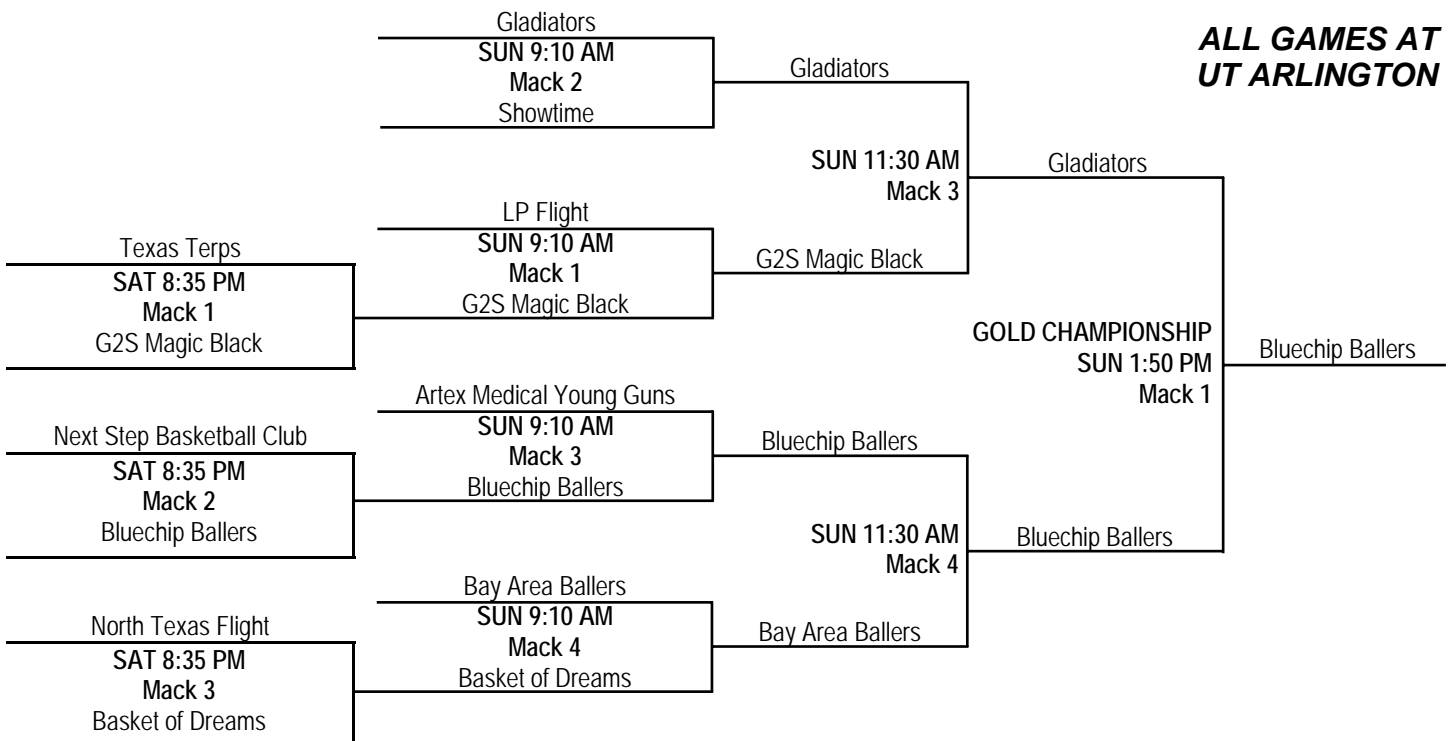 Gladiators
SUN 9:10 AM
Mack 2
Showtime
Gladiators
ALL GAMES AT
UT ARLINGTON
SUN 11:30 AM
Mack 3
Gladiators
LP Flight
SUN 9:10 AM
Mack 1
G2S Magic Black
G2S Magic Black
Texas Terps
SAT 8:35 PM
Mack 1
G2S Magic Black
GOLD CHAMPIONSHIP
SUN 1:50 PM
Mack 1
Bluechip Ballers
Artex Medical Young Guns
SUN 9:10 AM
Mack 3
Bluechip Ballers
Bluechip Ballers
Next Step Basketball Club
SAT 8:35 PM
Mack 2
Bluechip Ballers
SUN 11:30 AM
Mack 4
Bluechip Ballers
Bay Area Ballers
SUN 9:10 AM
Mack 4
Basket of Dreams
Bay Area Ballers
North Texas Flight
SAT 8:35 PM
Mack 3
Basket of Dreams